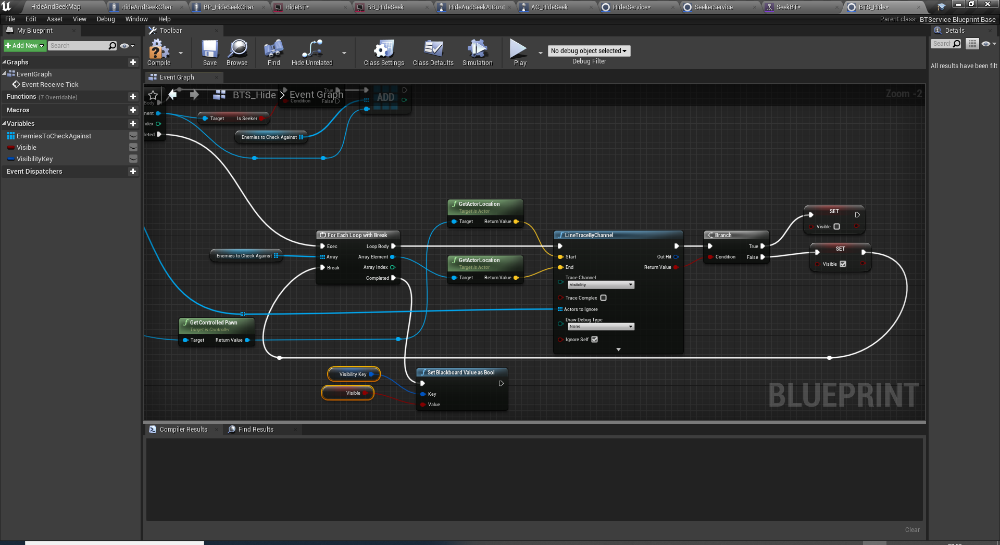 HideAndSeekMap
HideAndSeekChar
BP_HideSeekChar
HideBT*
BB_HideSeek
HideAndSeekAICont
AC_HideSeek
HiderService*
SeekerService
SeekBT*
BTS_Hide*
File Edit Asset View Debug Window Help
Parent class: BTService Blueprint Base
My Blueprint
Toolbar
Details
+Add New
Search
Compile
Save
Browse
Find
Hide Unrelated
Class Settings
Class Defaults
Simulation
Play
No debug object selected
Debug Filter
Search
All results have been filt
Graphs
EventGraph
Event Receive Tick
Functions (7 Overridable)
Macros
Variables
EnemiesToCheckAgainst
Visible
VisibilityKey
Event Dispatchers
Event Graph
BTS_Hide > Event Graph
Zoom -2
Body
ment
ndex
leted
True
Condition False
ADD
Target Is Seeker
Enemies to Check Against
GetActorLocation
Target is Actor
Target Return Value
For Each Loop with Break
Exec Loop Body
Array Array Element
Break Array Index
Completed
Enemies to Check Against
GetActorLocation
Target is Actor
Target Return Value
LineTraceByChannel
Start Out Hit
End Return Value
Trace Channel
Visibility
Trace Complex
Actors to Ignore
Draw Debug Type
None
Ignore Self
Branch
True
Condition False
SET
Visible
SET
Visible
Get Controlled Pawn
Target is Controller
Target Return Value
Visibility Key
Visible
Set Blackboard Value as Bool
Key
Value
BLUEPRINT
Compiler Results
Find Results
Clear